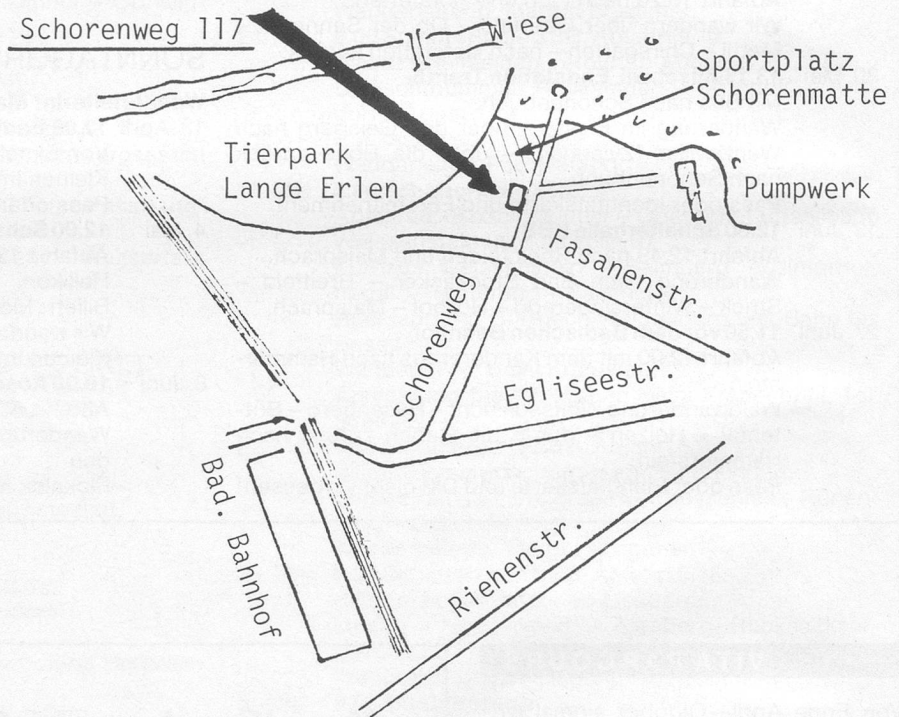 Schorenweg 117
Wiese
Sportplatz
Schorenmatte
Tierpark
Lange Erlen
Pumpwerk
Fasanenstr.
Schorenweg
Egliseestr.
Bad. Bahnhof
Riehenstr.